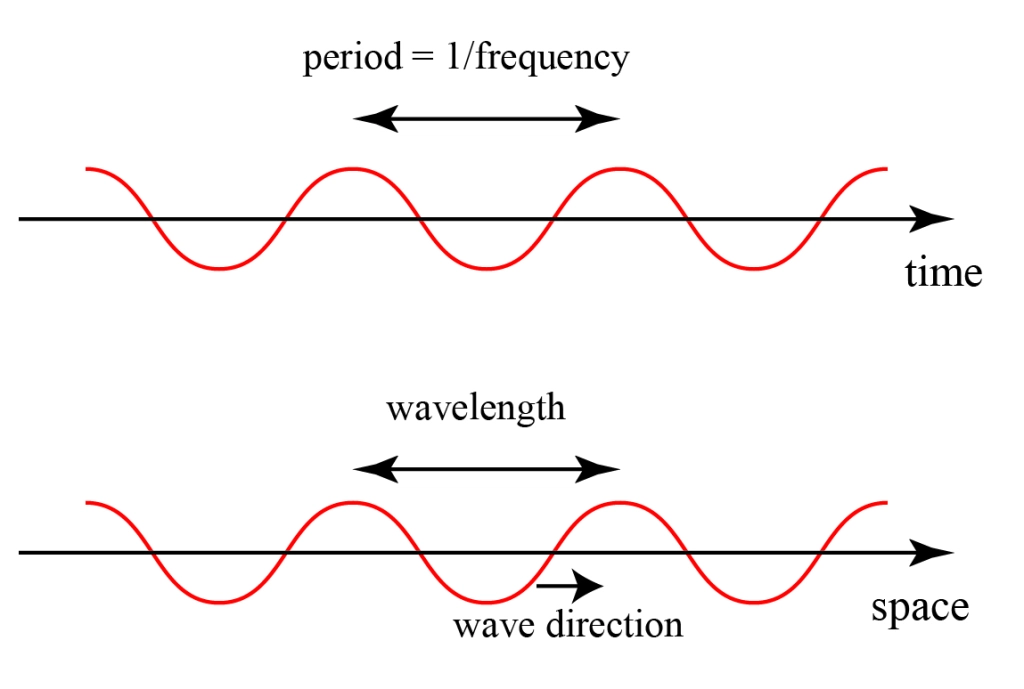 period = 1/frequency
time
wavelength
wave direction
space